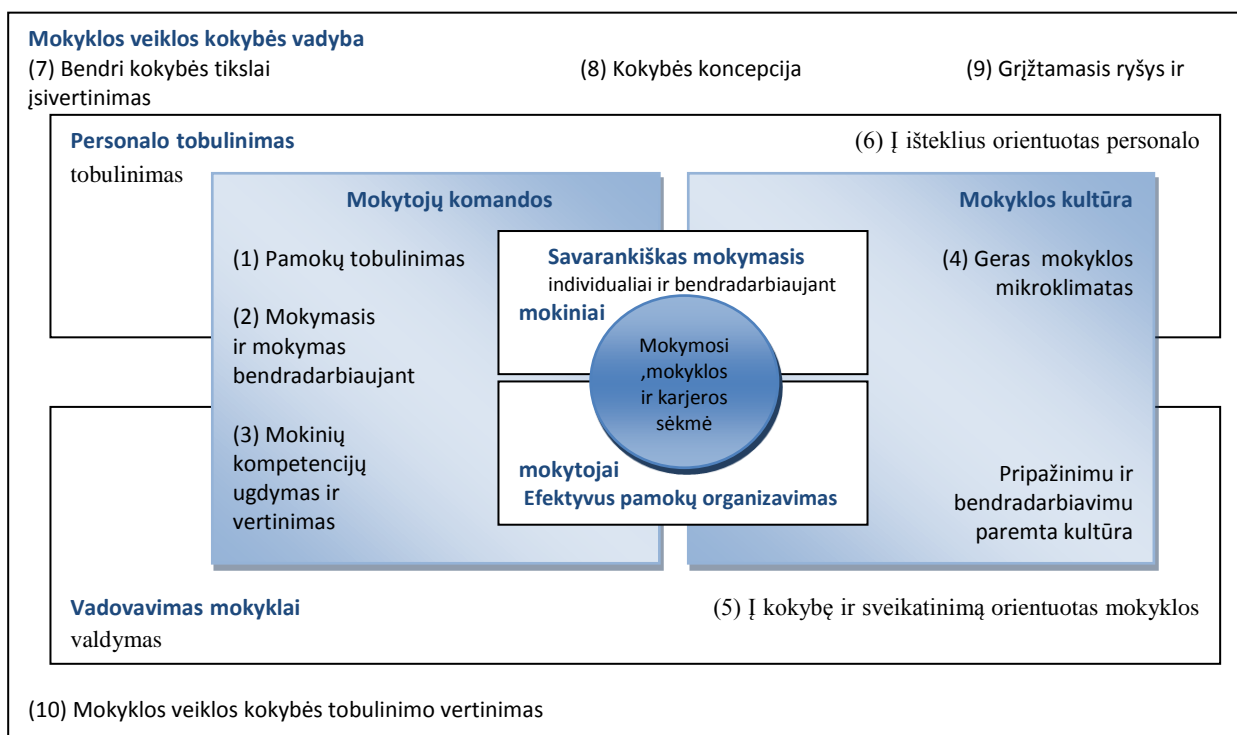 Mokyklos veiklos kokybės vadyba
(7) Bendri kokybės tikslai (8) Kokybės koncepcija (9) Grįžtamasis ryšys ir
įsivertinimas
Personalo tobulinimas (6) Į išteklius orientuotas personalo
tobulinimas
Mokytojų komandos
(1) Pamokų tobulinimas
(2) Mokymasis
ir mokymas
bendradarbiaujant
(3) Mokinių
kompetencijų
ugdymas ir
vertinimas
Savarankiškas mokymasis
individualiai ir bendradarbiaujant
mokiniai
Mokymosi
,mokyklos
ir karjeros
sėkmė
mokytojai
Efektyvus pamokų organizavimas
Mokyklos kultūra
(4) Geras mokyklos
mikroklimatas
Pripažinimu ir
bendradarbiavimu
paremta kultūra
Vadovavimas mokyklai (5) Į kokybę ir sveikatinimą orientuotas mokyklos
valdymas
(10) Mokyklos veiklos kokybės tobulinimo vertinimas